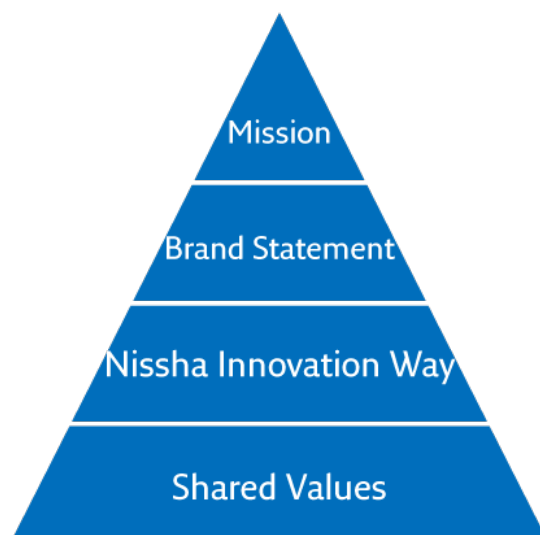 Mission
Brand Statement
Nissha Innovation Way
Shared Values